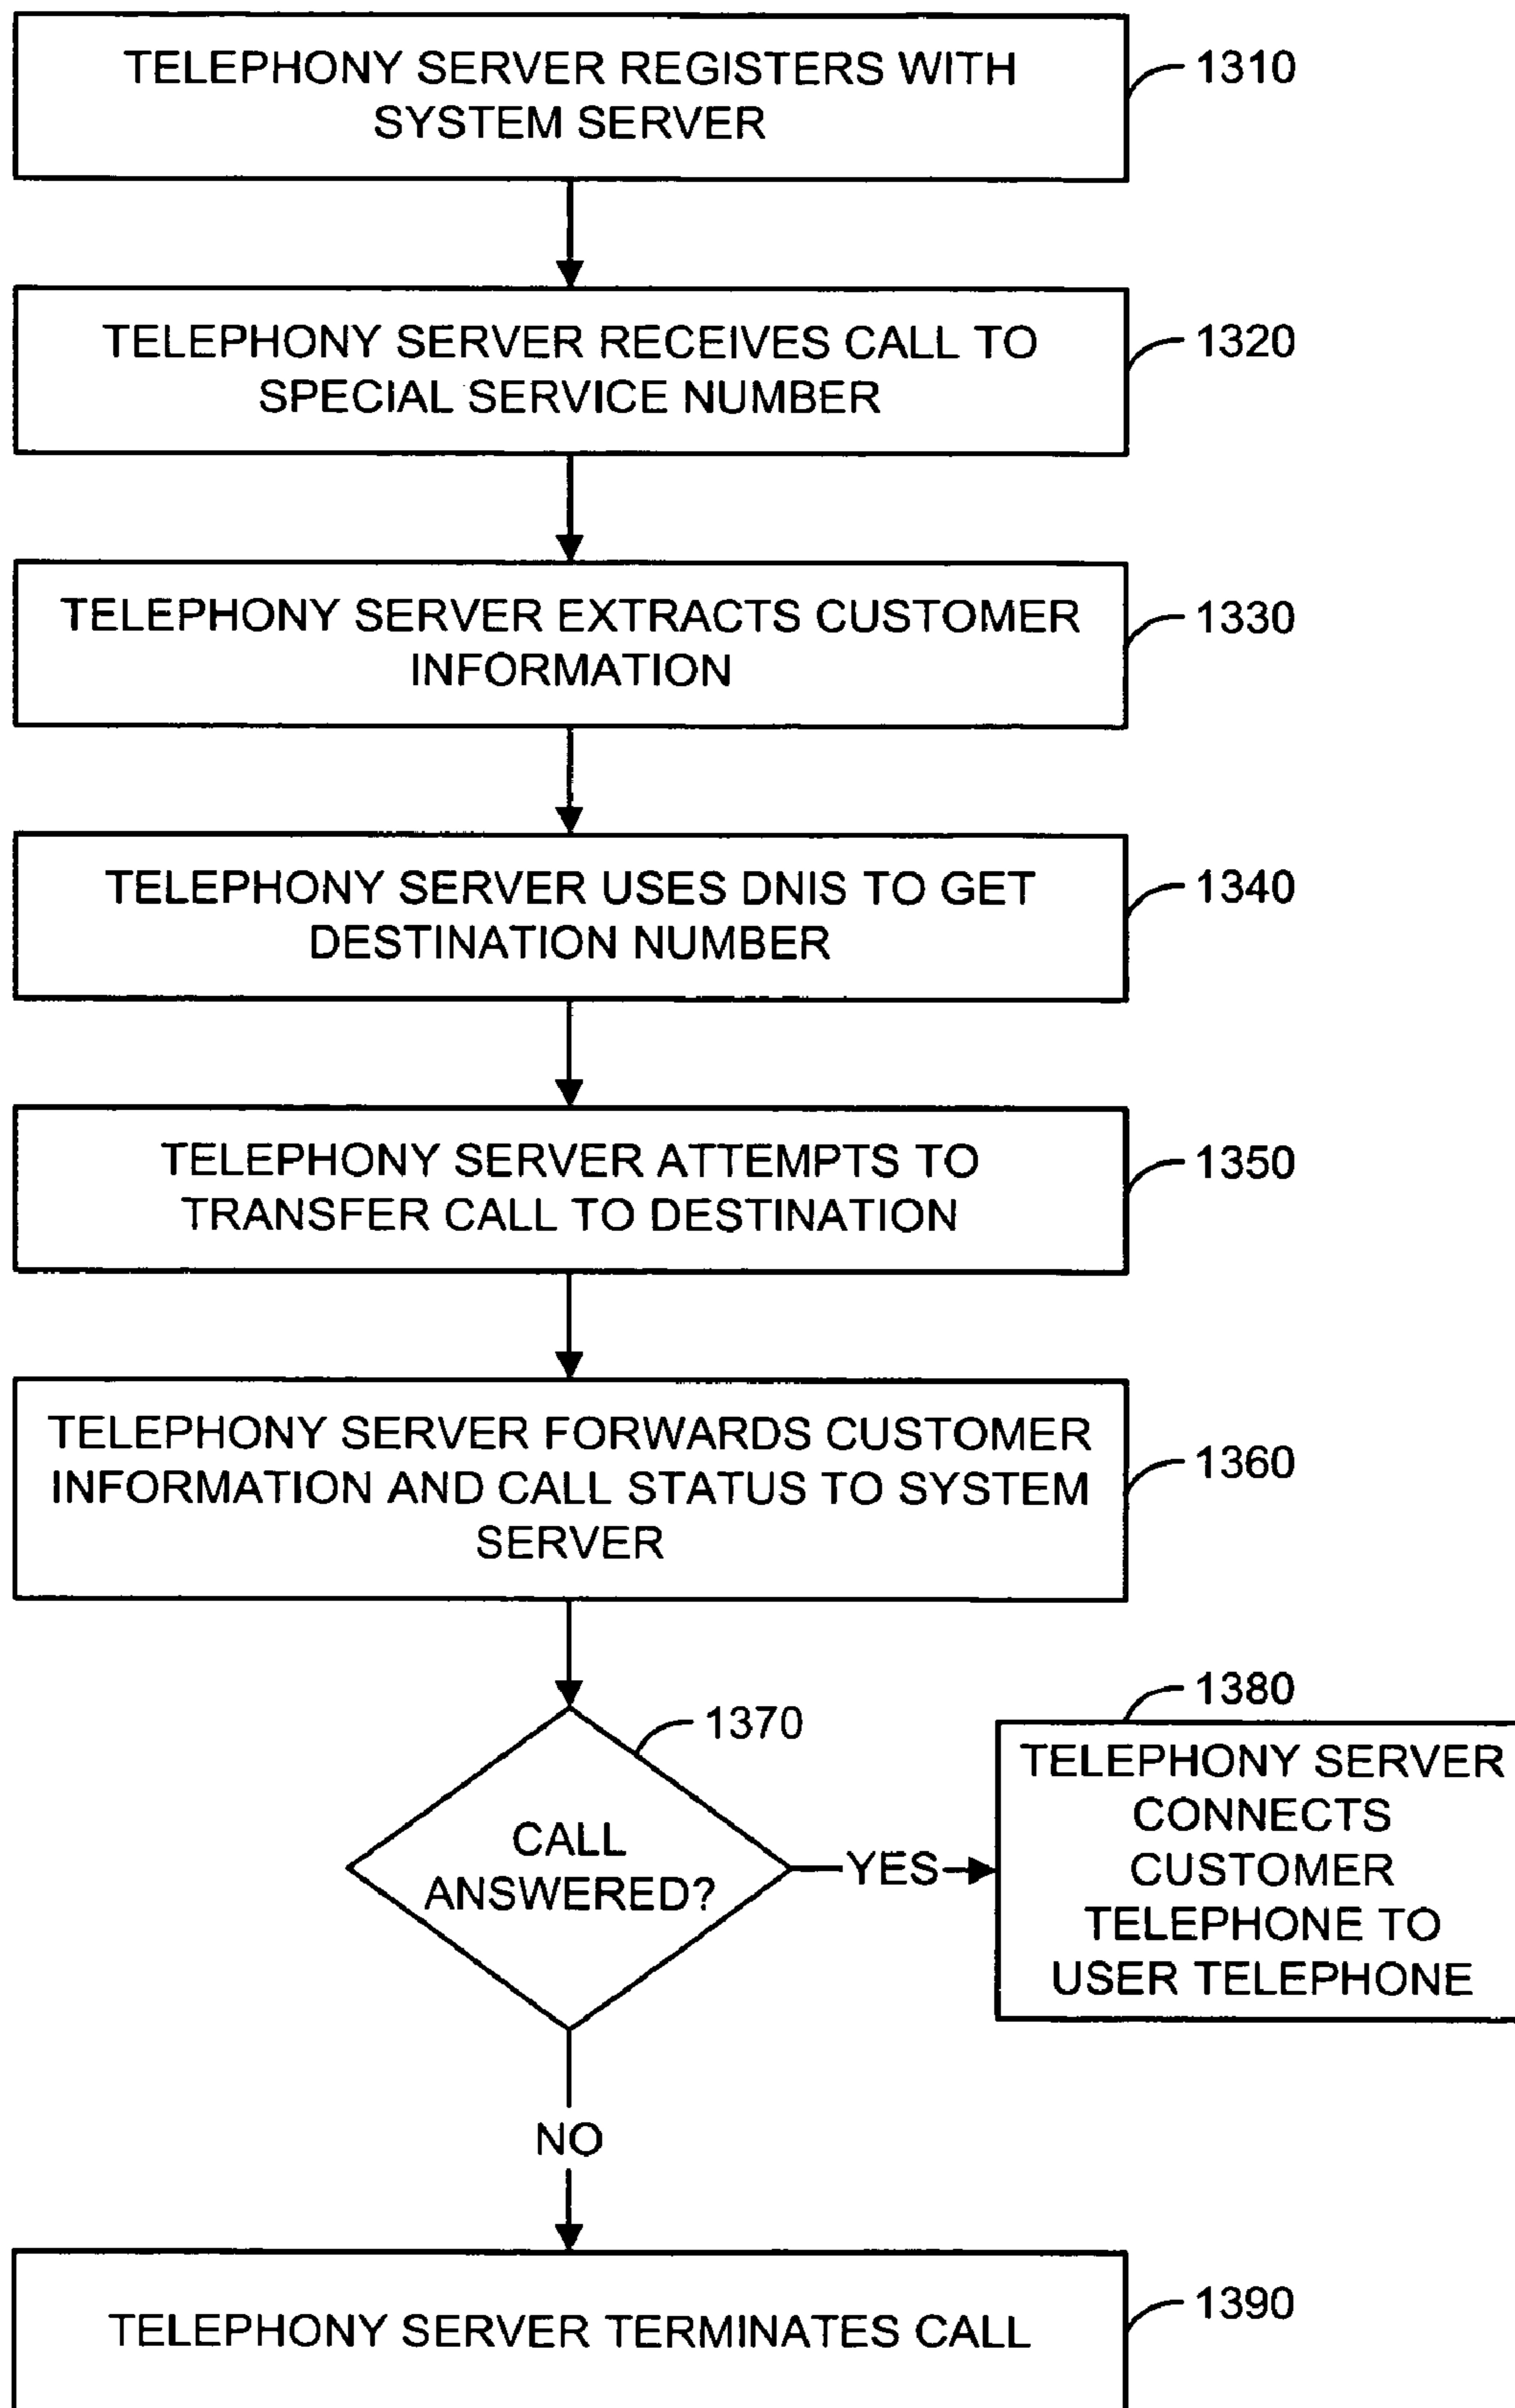 TELEPHONY SERVER REGISTERS WITH
SYSTEM SERVER
1310
TELEPHONY SERVER RECEIVES CALL TO
SPECIAL SERVICE NUMBER
1320
TELEPHONY SERVER EXTRACTS CUSTOMER
INFORMATION
1330
TELEPHONY SERVER USES DNIS TO GET
DESTINATION NUMBER
1340
TELEPHONY SERVER ATTEMPTS TO
TRANSFER CALL TO DESTINATION
1350
TELEPHONY SERVER FORWARDS CUSTOMER
INFORMATION AND CALL STATUS TO SYSTEM
SERVER
1360
1370
CALL
ANSWERED?
YES
1380
TELEPHONY SERVER
CONNECTS
CUSTOMER
TELEPHONE TO
USER TELEPHONE
NO
TELEPHONY SERVER TERMINATES CALL
1390